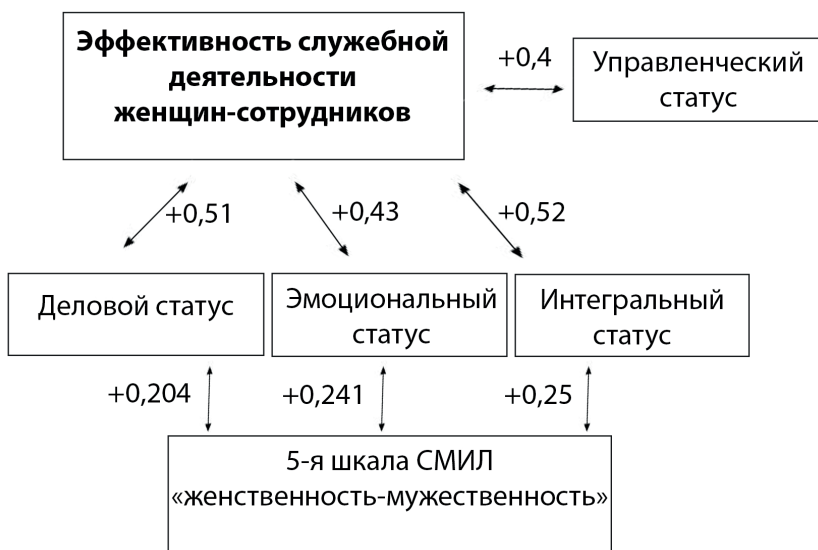 Эффективность служебной
деятельности
женщин-сотрудников
+0,4
Управленческий
статус
+0,51
+0,43
+0,52
Деловой статус
Эмоциональный
статус
Интегральный
статус
+0,204
+0,241
+0,25
5-я шкала СМИЛ
«женственность-мужественность»